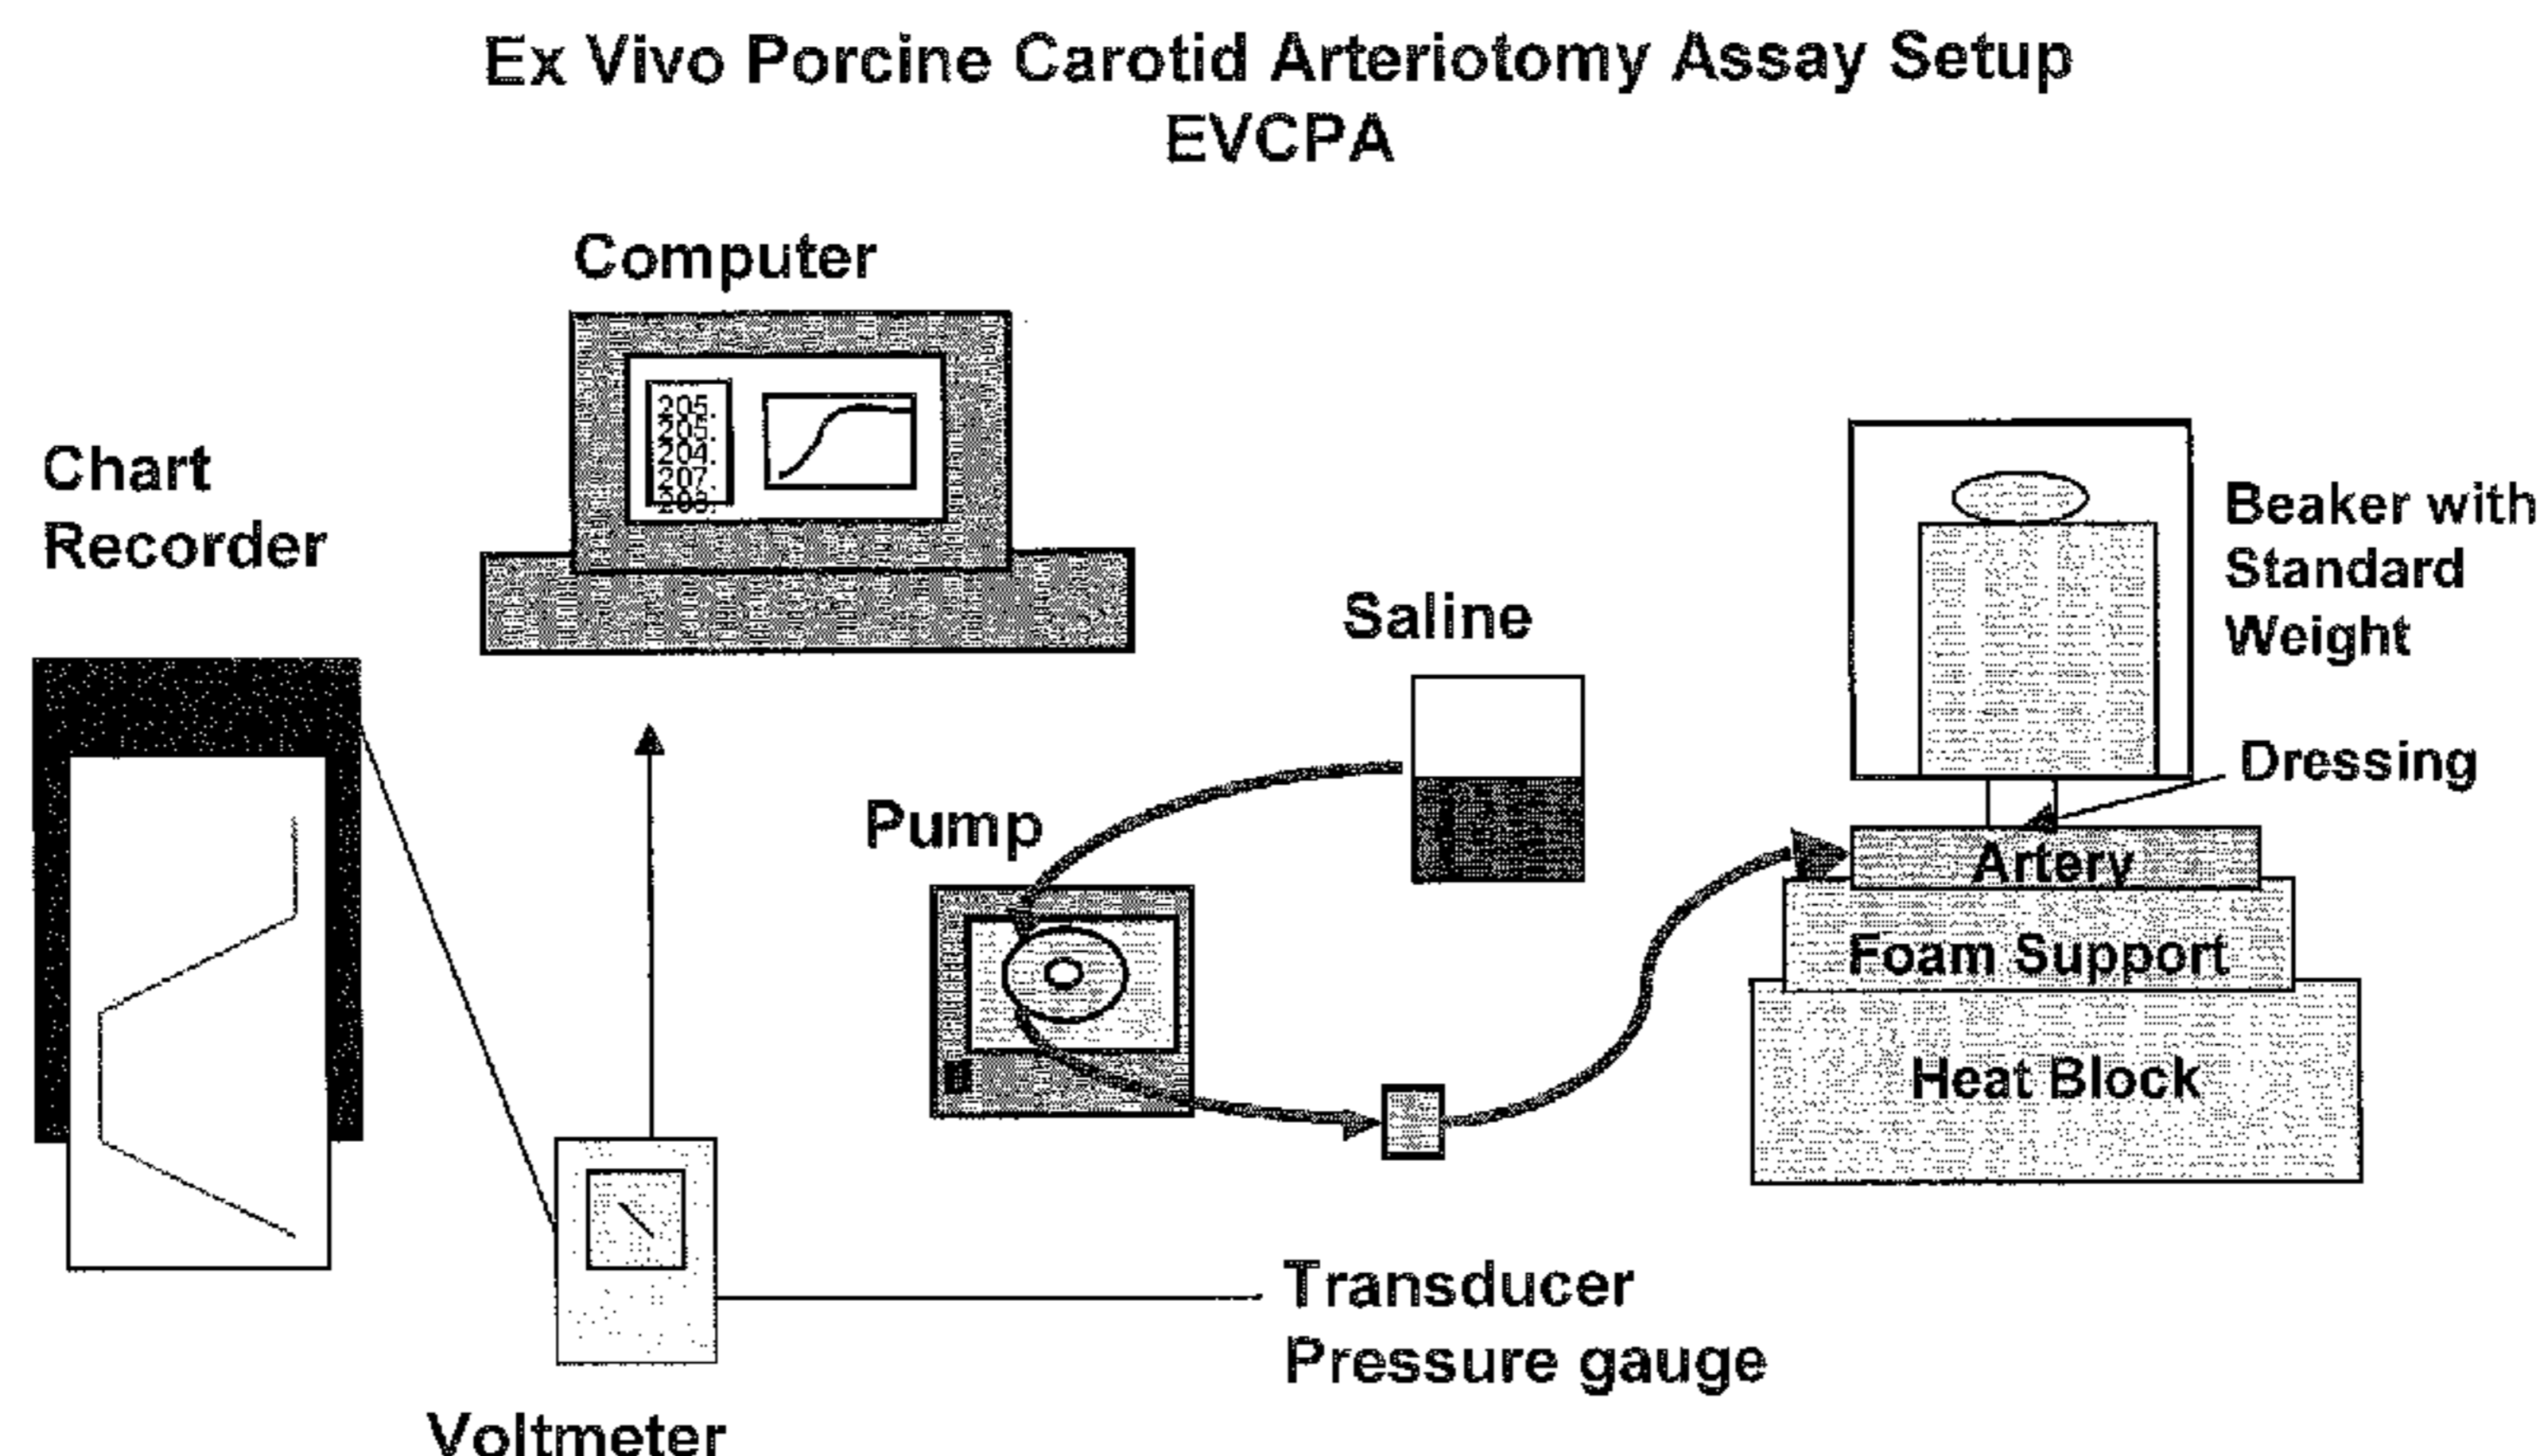 Ex Vivo Porcine Carotid Arteriotomy Assay Setup
EVCPA
Computer
205.
205.
204.
207.
Chart
Recorder
Beaker with
Standard
Weight
Saline
Dressing
Pump
Artery
Foam Support
Heat Block
Transducer
Pressure gauge
Voltmeter